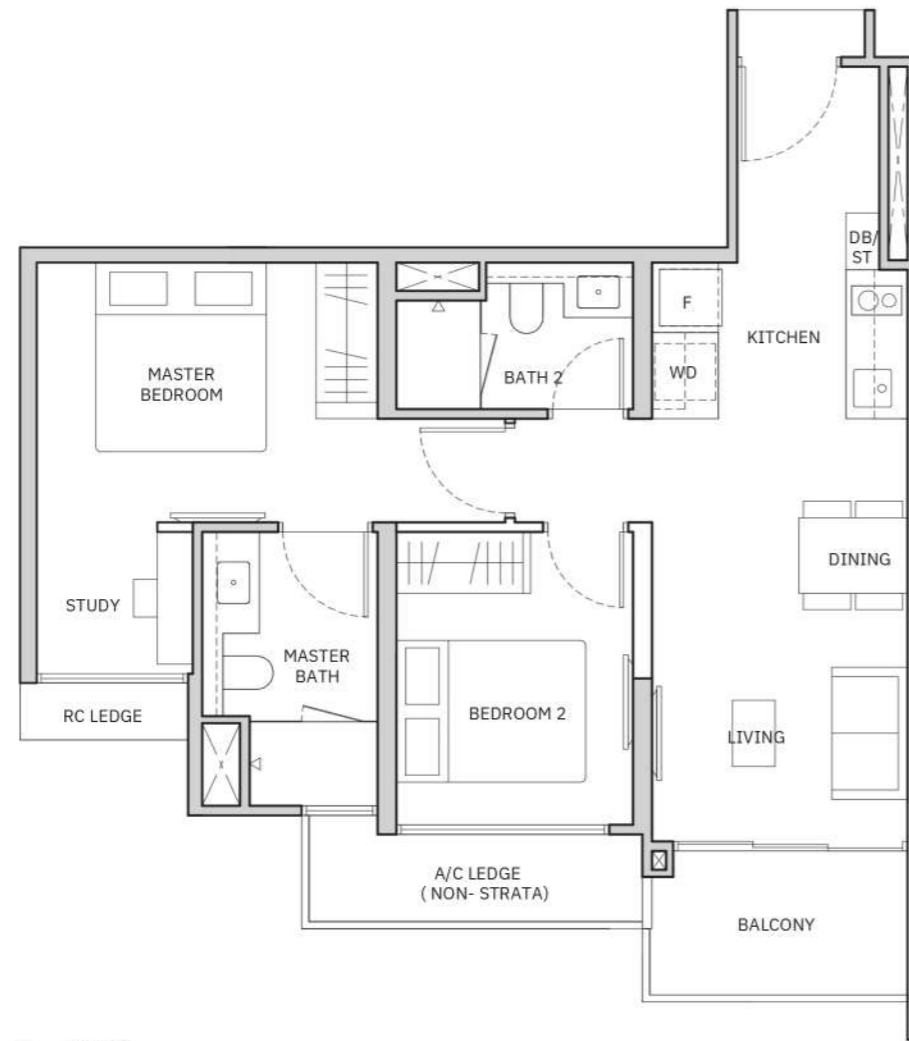 DB/
ST
F
KITCHEN
MASTER
BEDROOM
BATH 2
WD
DINING
STUDY
MASTER
BATH
RC LEDGE
BEDROOM 2
LIVING
A/C LEDGE
( NON- STRATA)
BALCONY